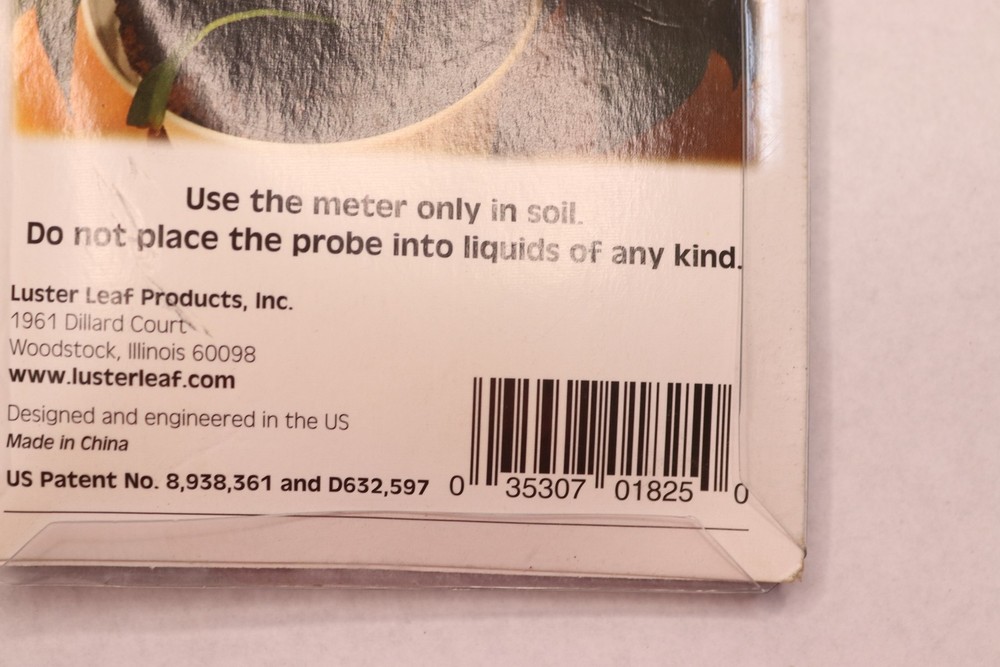 Use the meter only in soil.
Do not place the probe into liquids of any kind.
Luster Leaf Products, Inc.
1961 Dillard Court
Woodstock, Illinois 60098
www.lusterleaf.com
Designed and engineered in the US
Made in China
US Patent No. 8,938,361 and D632,597
0 35307 01825 0